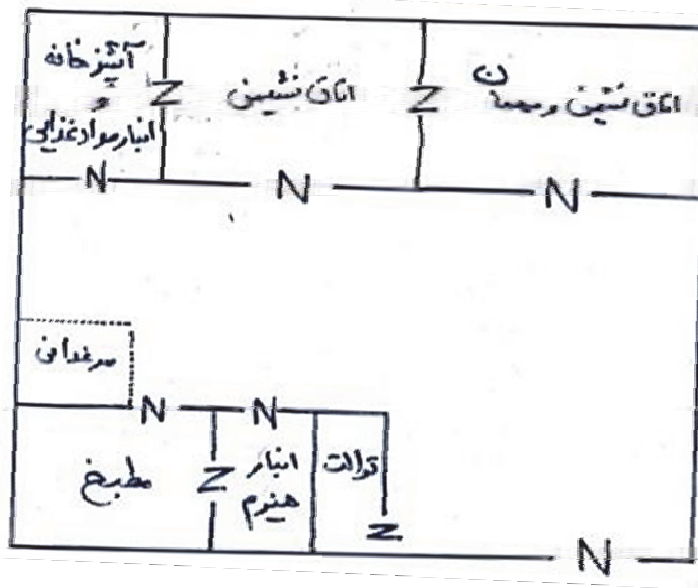 اتاق نشیمن و مهمان
اتاق نشیمن
آشپزخانه
و
انبار مواد غذایی
مرغدانی
توالت
انبار
هیزم
مطبخ